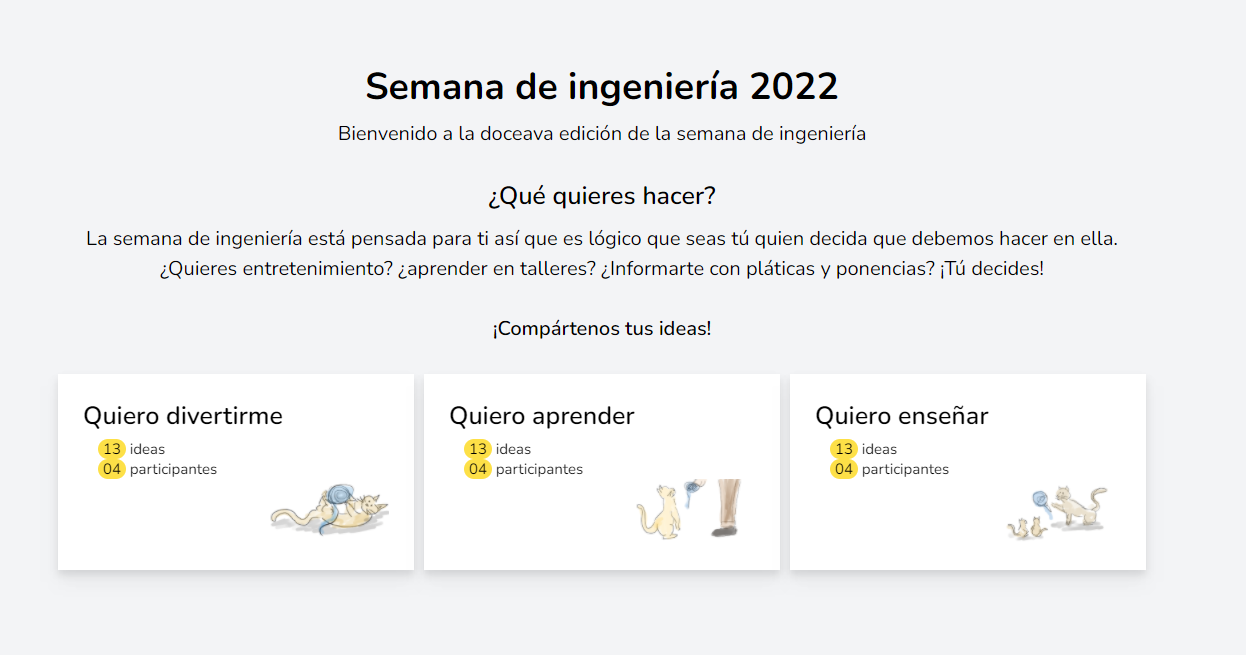 Semana de ingeniería 2022
Bienvenido a la doceava edición de la semana de ingeniería
¿Qué quieres hacer?
La semana de ingeniería está pensada para ti así que es lógico que seas tú quien decida que debemos hacer en ella.
¿Quieres entretenimiento? ¿aprender en talleres? ¿Informarte con pláticas y ponencias? ¡Tú decides!
¡Compártenos tus ideas!
Quiero divertirme
13 ideas
04 participantes
Quiero aprender
13 ideas
04 participantes
Quiero enseñar
13 ideas
04 participantes